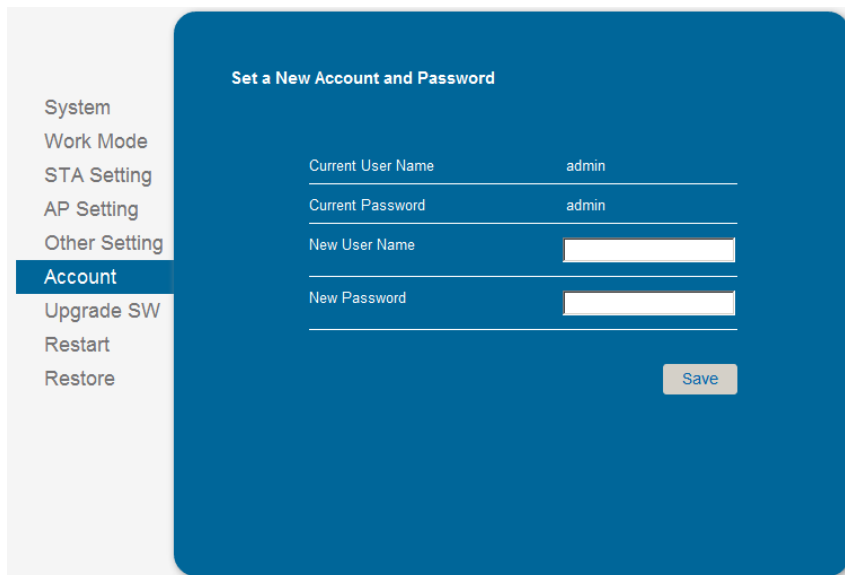 System
Work Mode
STA Setting
AP Setting
Other Setting
Account
Upgrade SW
Restart
Restore
Set a New Account and Password
Current User Name admin
Current Password admin
New User Name
New Password
Save